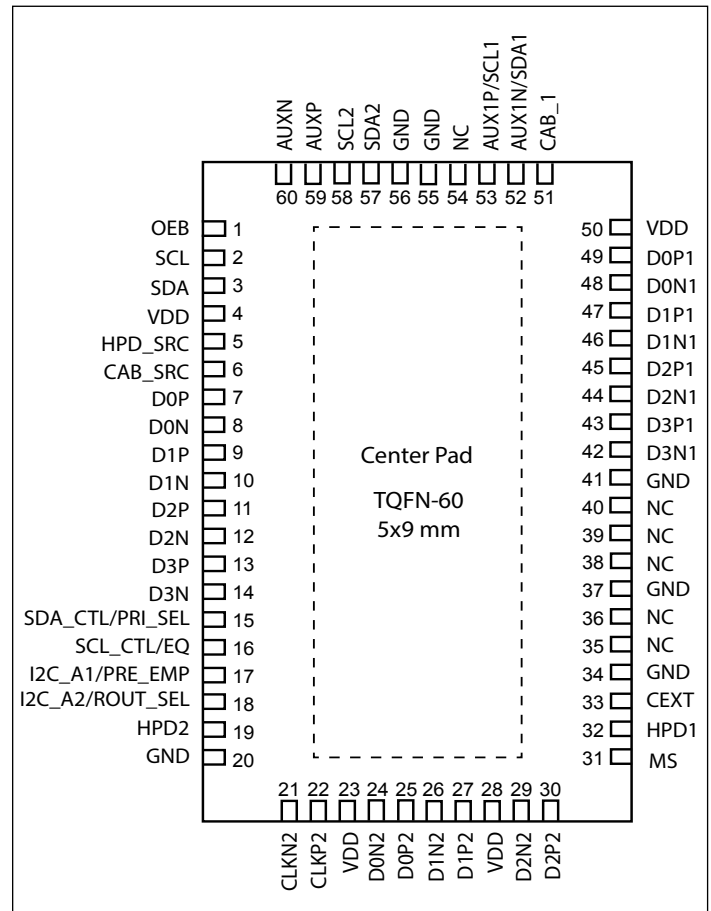 AUXN
AUXP
SCL2
SDA2
GND
GND
NC
AUX1P/SCL1
AUX1N/SDA1
CAB_1
60 59 58 57 56 55 54 53 52 51
OEB 1
SCL 2
SDA 3
VDD 4
HPD_SRC 5
CAB_SRC 6
D0P 7
D0N 8
D1P 9
D1N 10
D2P 11
D2N 12
D3P 13
D3N 14
SDA_CTL/PRI_SEL 15
SCL_CTL/EQ 16
I2C_A1/PRE_EMP 17
I2C_A2/ROUT_SEL 18
HPD2 19
GND 20
Center Pad
TQFN-60
5x9 mm
50 VDD
49 D0P1
48 D0N1
47 D1P1
46 D1N1
45 D2P1
44 D2N1
43 D3P1
42 D3N1
41 GND
40 NC
39 NC
38 NC
37 GND
36 NC
35 NC
34 GND
33 CEXT
32 HPD1
31 MS
21 22 23 24 25 26 27 28 29 30
CLKN2
CLKP2
VDD
D0N2
D0P2
D1N2
D1P2
VDD
D2N2
D2P2